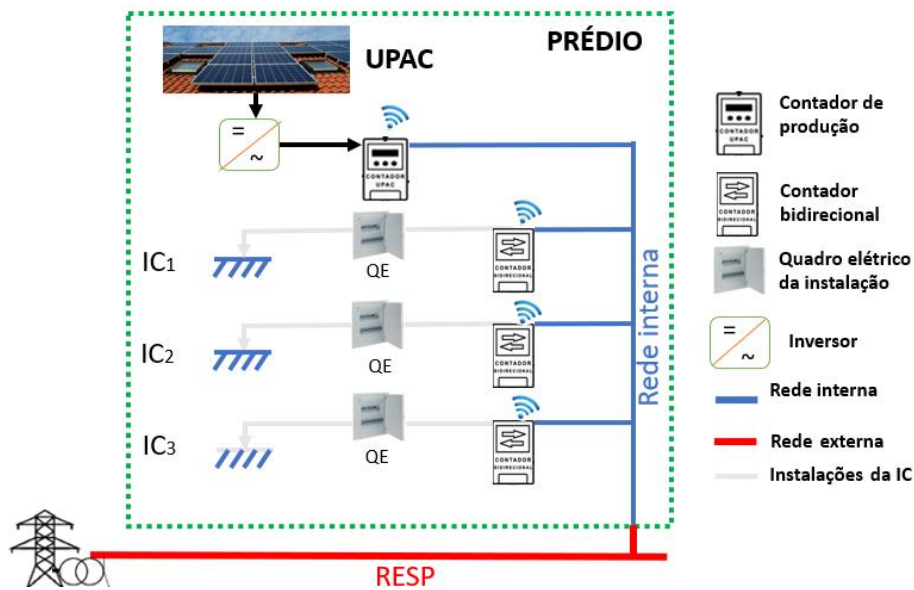 PRÉDIO
UPAC
=
~
CONTADOR
UPAC
IC1
QE
CONTADOR
BIDIRECIONAL
IC2
QE
CONTADOR
BIDIRECIONAL
IC3
QE
CONTADOR
BIDIRECIONAL
Rede interna
RESP
CONTADOR
UPAC
Contador de
produção
CONTADOR
BIDIRECIONAL
Contador
bidirecional
Quadro elétrico
da instalação
=
~
Inversor
Rede interna
Rede externa
Instalações da IC